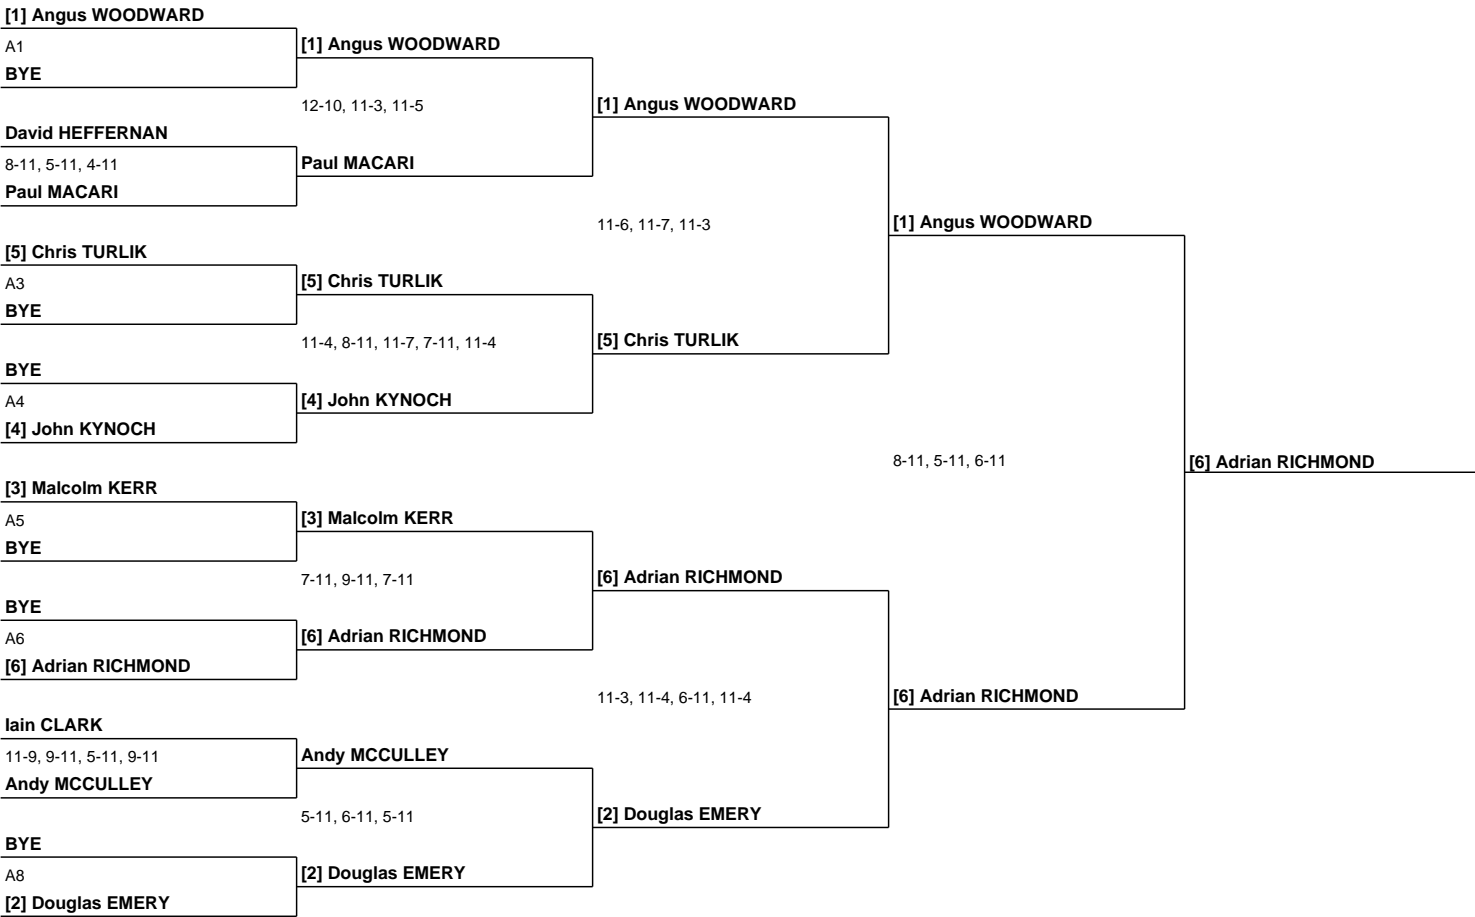 [1] Angus WOODWARD
A1
BYE
David HEFFERNAN
8-11, 5-11, 4-11
Paul MACARI
[5] Chris TURLIK
A3
BYE
BYE
A4
[4] John KYNOCH
[3] Malcolm KERR
A5
BYE
BYE
A6
[6] Adrian RICHMOND
Iain CLARK
11-9, 9-11, 5-11, 9-11
Andy MCCULLEY
BYE
A8
[2] Douglas EMERY
[1] Angus WOODWARD
12-10, 11-3, 11-5
Paul MACARI
[5] Chris TURLIK
11-4, 8-11, 11-7, 7-11, 11-4
[4] John KYNOCH
[3] Malcolm KERR
7-11, 9-11, 7-11
[6] Adrian RICHMOND
Andy MCCULLEY
5-11, 6-11, 5-11
[2] Douglas EMERY
[1] Angus WOODWARD
11-6, 11-7, 11-3
[5] Chris TURLIK
[6] Adrian RICHMOND
11-3, 11-4, 6-11, 11-4
[2] Douglas EMERY
[1] Angus WOODWARD
8-11, 5-11, 6-11
[6] Adrian RICHMOND
[6] Adrian RICHMOND